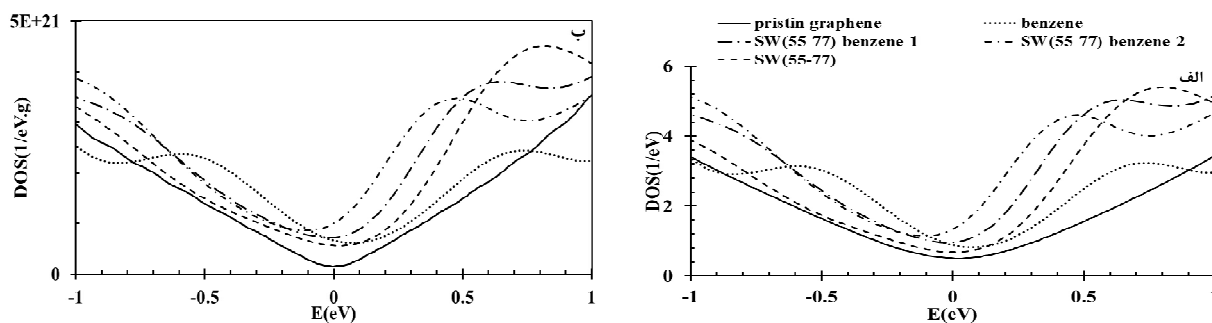 5E+21
0
DOS(1/eV.g)
-1
-0.5
0
0.5
1
E(eV)
ب
pristin graphene
benzene
SW(55-77) benzene 1
SW(55-77) benzene 2
SW(55-77)
الف
6
4
2
0
DOS(1/eV)
-1
-0.5
0
0.5
1
E(eV)